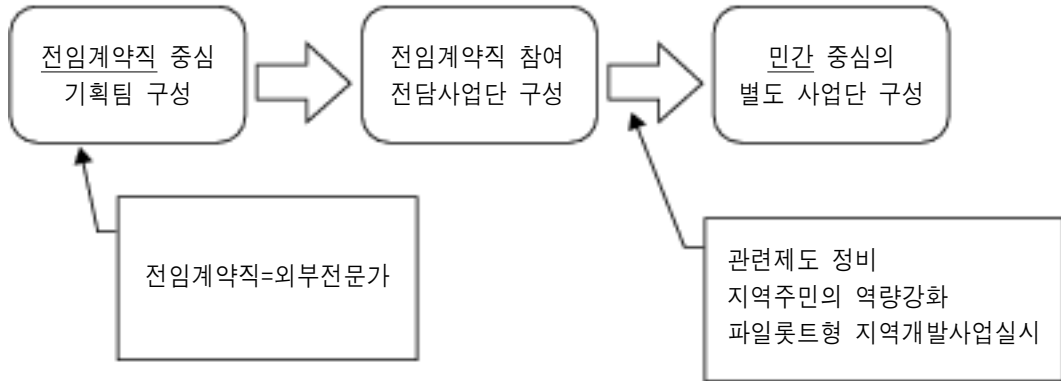 전임계약직 중심
기획팀 구성
전임계약직 참여
전담사업단 구성
민간 중심의
별도 사업단 구성
전임계약직=외부전문가
관련제도 정비
지역주민의 역량강화
파일롯트형 지역개발사업실시